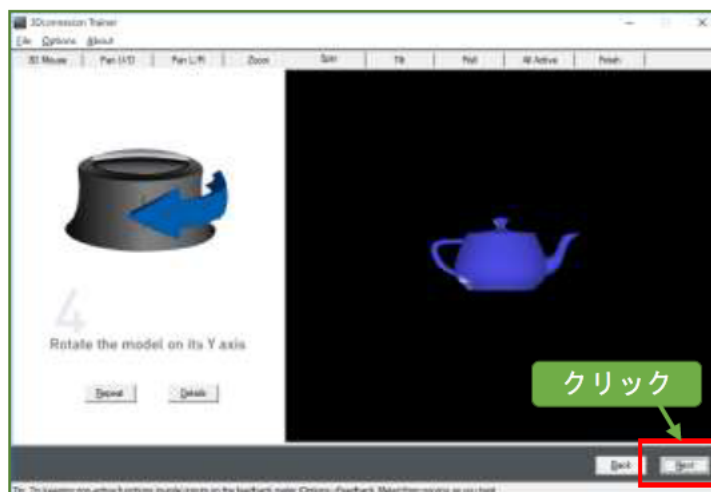 3Dconnexion Trainer
File Options About
3D Mouse Pan U/D Pan L/R Zoom Spin Tilt Roll All Active Finish
4
Rotate the model on its Y axis
Repeat Details
クリック
Back Next